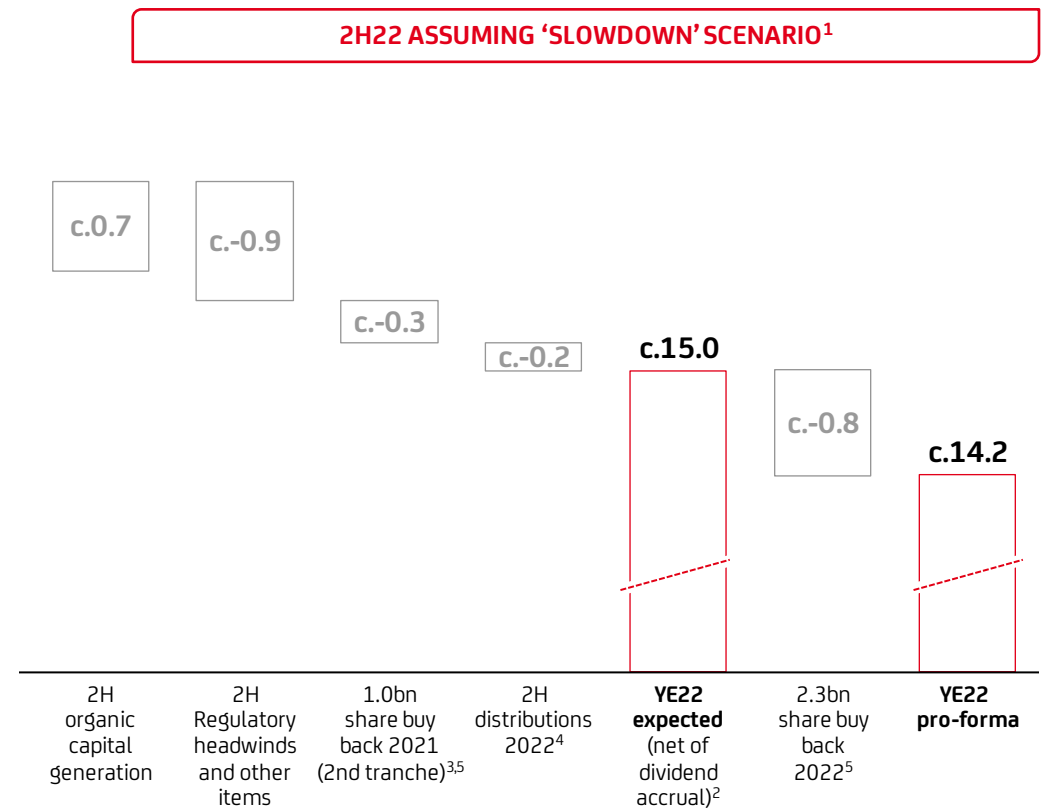 2H22 ASSUMING ‘SLOWDOWN’ SCENARIO¹
c.0.7
c.-0.9
c.-0.3
c.-0.2
c.15.0
c.-0.8
c.14.2
2H
organic
capital
generation
2H
Regulatory
headwinds
and other
items
1.0bn
share buy
back 2021
(2nd tranche)³,⁵
2H
distributions
2022⁴
YE22
expected
(net of
dividend
accrual)²
2.3bn
share buy
back
2022⁵
YE22
pro-forma